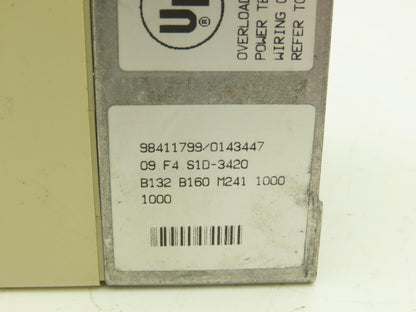 ®
OVERLOAD
POWER TE
WIRING
REFER TO
98411799/0143447
09 F4 S1D-3420
B132 B160 M241 1000
1000